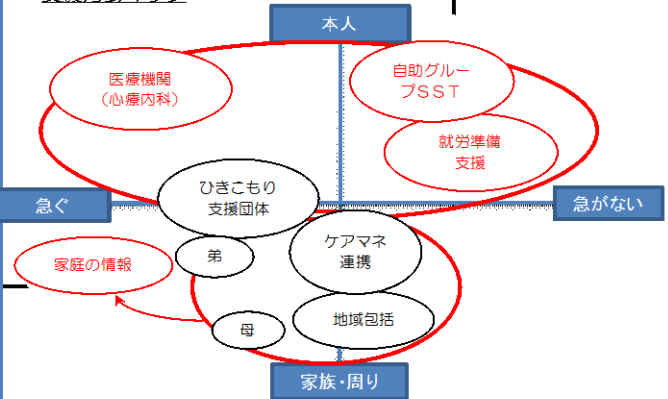 本人
医療機関
(心療内科)
自助グルー
プSST
就労準備
支援
ひきこもり
支援団体
急ぐ
急がない
ケアマネ
連携
弟
家庭の情報
地域包括
母
家族・周り